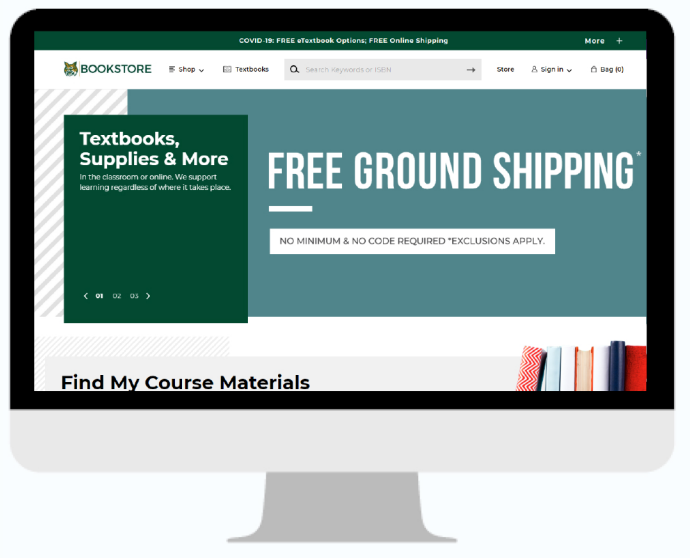 COVID-19: FREE eTextbook Options; FREE Online Shipping
More +
BOOKSTORE
Shop
Textbooks
Search Keywords or ISBN
Store
Sign in
Bag (0)
Textbooks,
Supplies & More
In the classroom or online. We support
learning regardless of where it takes place.
01 02 03
FREE GROUND SHIPPING*
NO MINIMUM & NO CODE REQUIRED *EXCLUSIONS APPLY.
Find My Course Materials